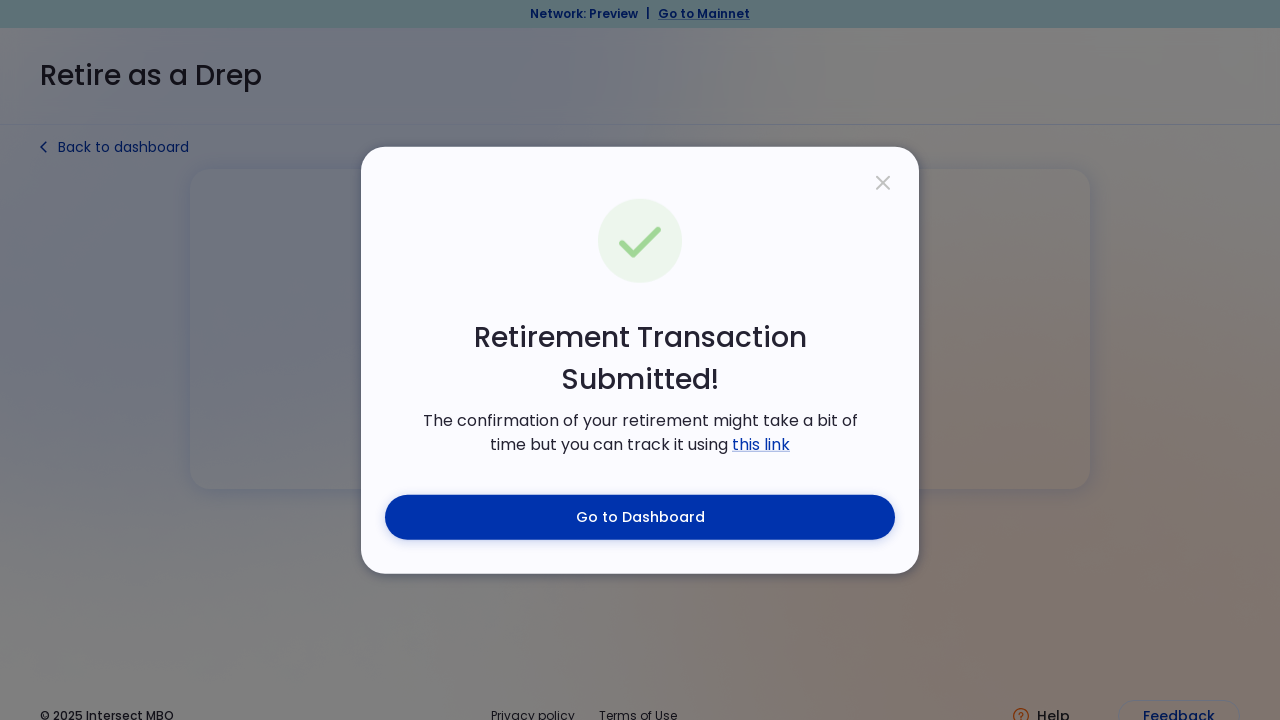 Network: Preview | Go to Mainnet
Retire as a Drep
Back to dashboard
Retirement Transaction
Submitted!
The confirmation of your retirement might take a bit of
time but you can track it using this link
Go to Dashboard
© 2025 Intersect MBO Privacy policy Terms of Use Help Feedback